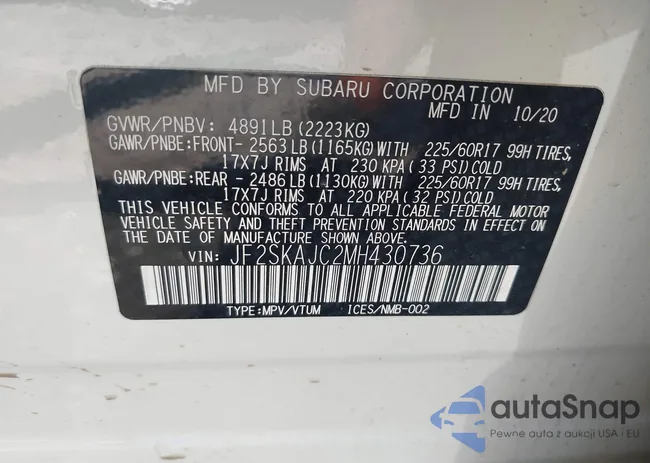 MFD BY SUBARU CORPORATION
MFD IN 10/20
GVWR/PNBV: 4891LB(2223KG)
GAWR/PNBE:FRONT- 2563LB(1165KG)WITH 225/60R17 99H TIRES,
17X7J RIMS AT 230 KPA(33 PSI)COLD
GAWR/PNBE:REAR - 2486LB(1130KG)WITH 225/60R17 99H TIRES,
17X7J RIMS AT 220 KPA(32 PSI)COLD
THIS VEHICLE CONFORMS TO ALL APPLICABLE FEDERAL MOTOR
VEHICLE SAFETY AND THEFT PREVENTION STANDARDS IN EFFECT
ON THE DATE OF MANUFACTURE SHOWN ABOVE.
VIN: JF2SKAJC2MH430736
TYPE:MPV/VTUM ICES/NMB-002
autaSnap
Pewne auta z aukcji USA i EU